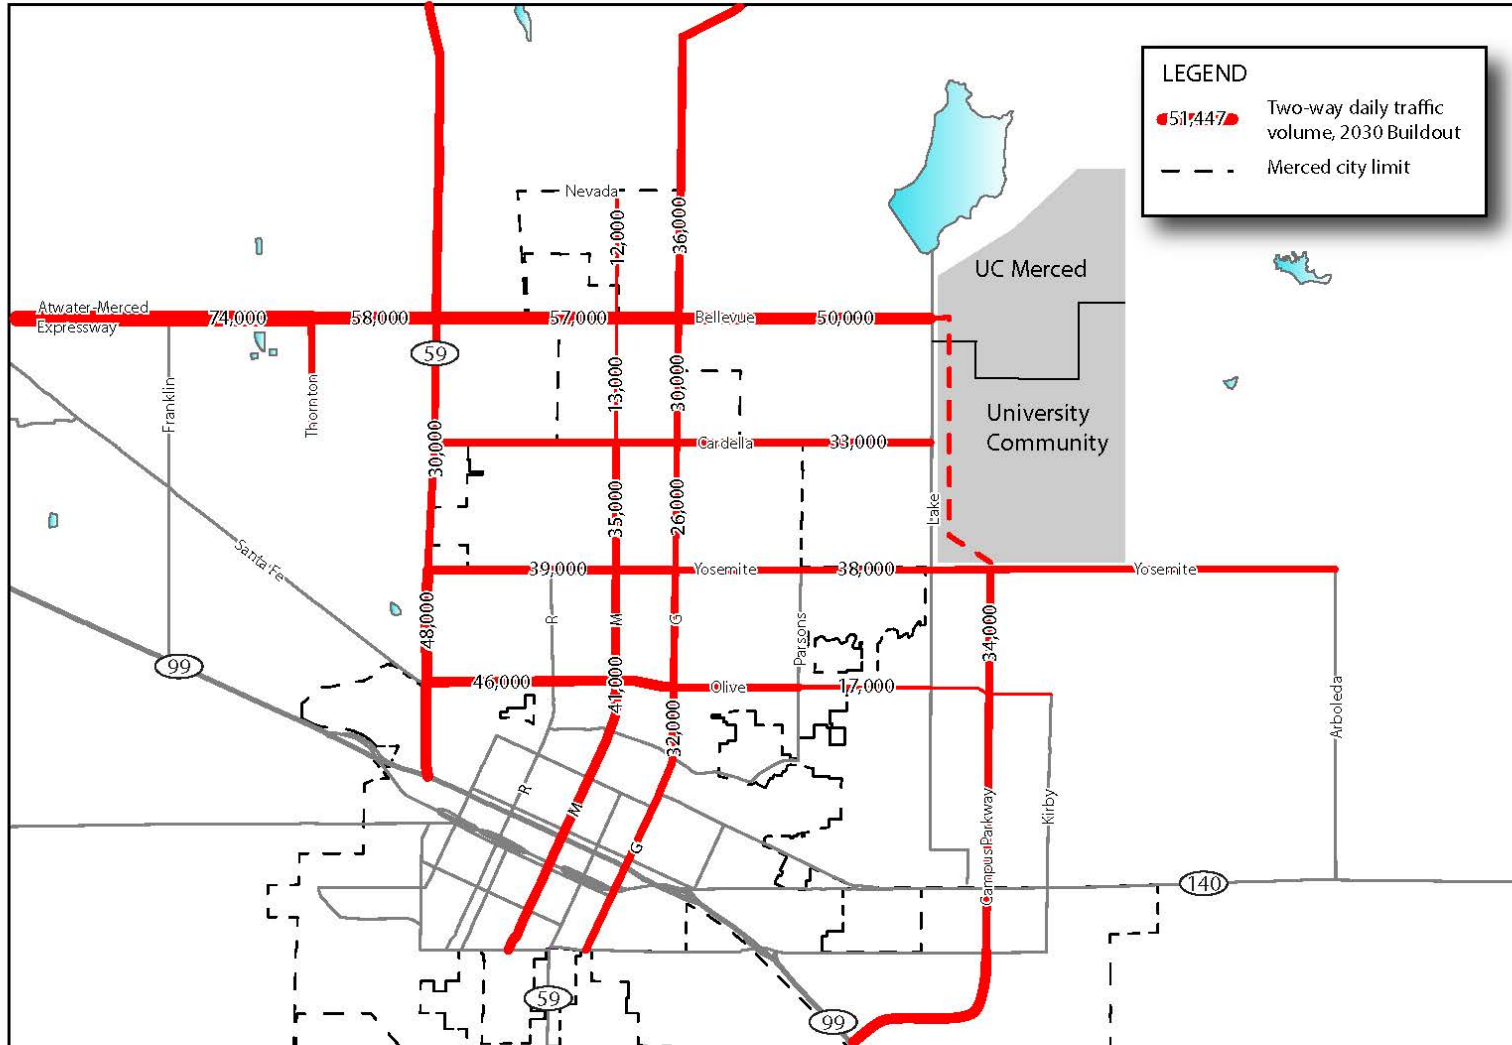 LEGEND
51,447
Two-way daily traffic
volume, 2030 Buildout
Merced city limit
Nevada
12,000
36,000
UC Merced
Atwater-Merced
Expressway
74,000
58,000
57,000
Bellevue
50,000
59
Franklin
Thornton
13,000
30,000
University
Community
30,000
Cardella
33,000
35,000
26,000
Lake
Santa Fe
39,000
Yosemite
38,000
Yosemite
48,000
R
M
G
Parsons
34,000
99
46,000
41,000
Olive
17,000
Arboleda
32,000
R
M
G
Campus Parkway
Kirby
140
59
99